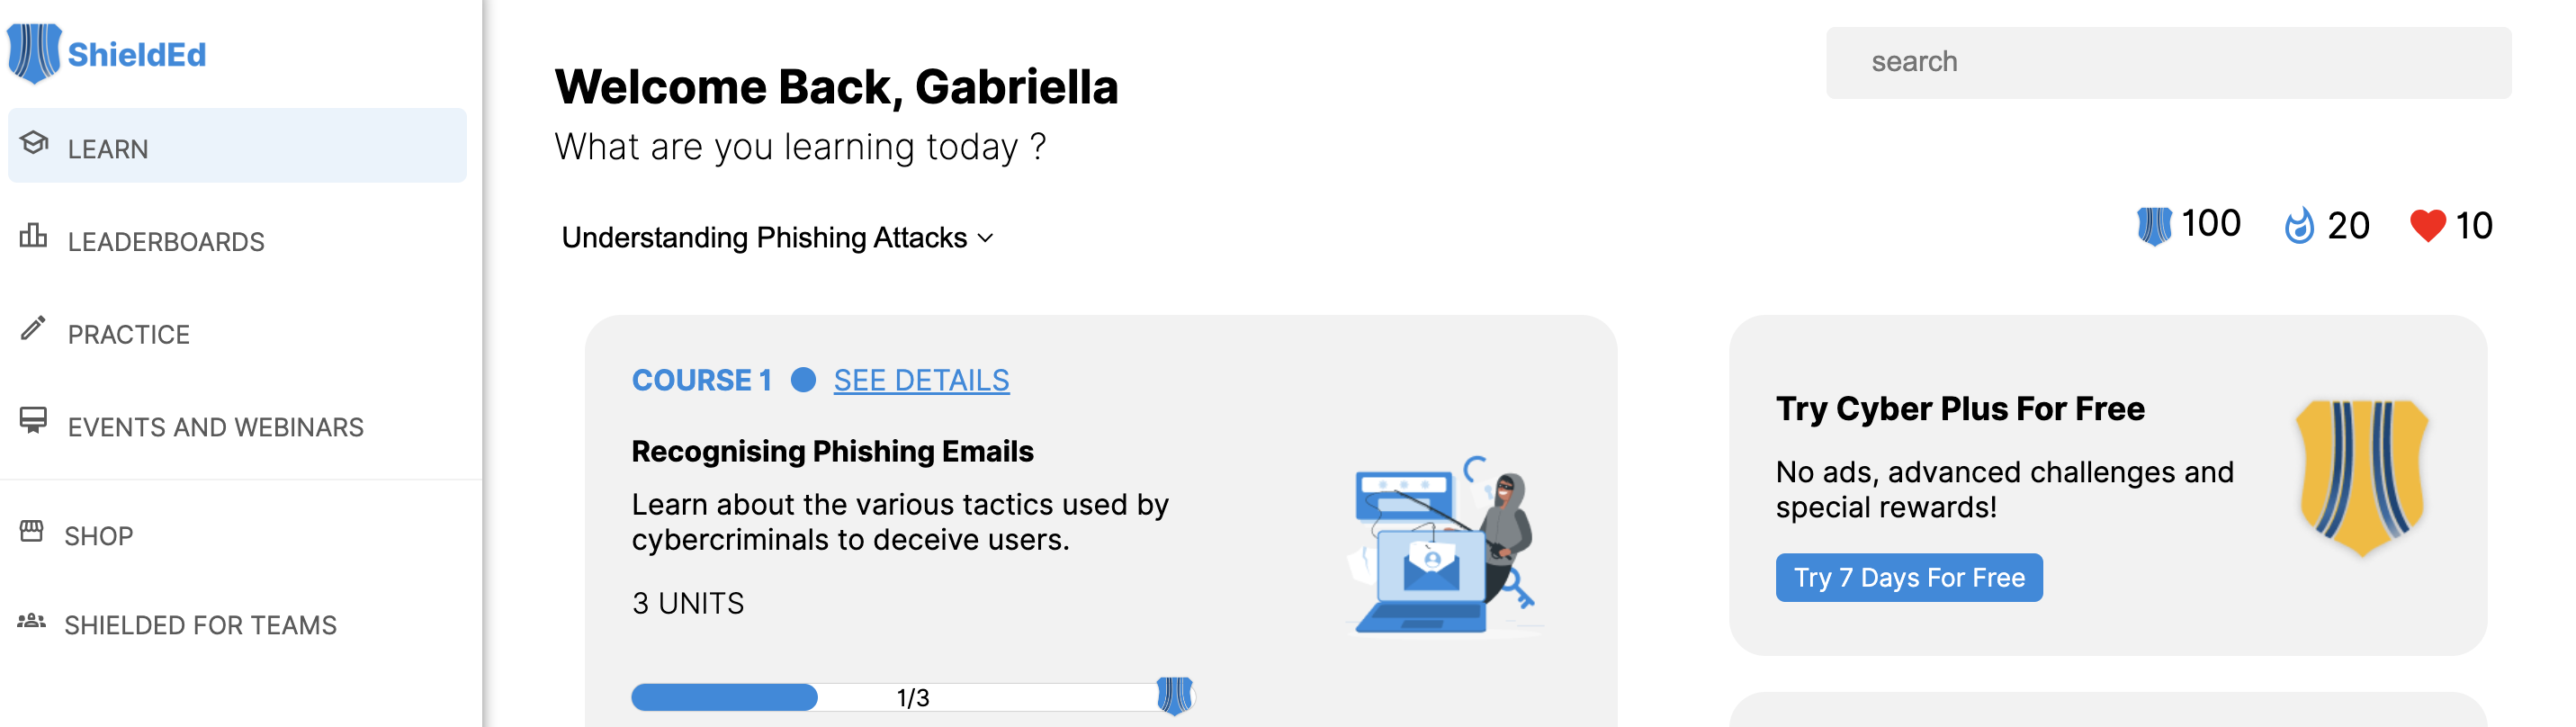 ShieldEd
LEARN
LEADERBOARDS
PRACTICE
EVENTS AND WEBINARS
SHOP
SHIELDED FOR TEAMS
Welcome Back, Gabriella
What are you learning today ?
search
Understanding Phishing Attacks
100 20 10
COURSE 1 SEE DETAILS
Recognising Phishing Emails
Learn about the various tactics used by
cybercriminals to deceive users.
3 UNITS
1/3
Try Cyber Plus For Free
No ads, advanced challenges and
special rewards!
Try 7 Days For Free